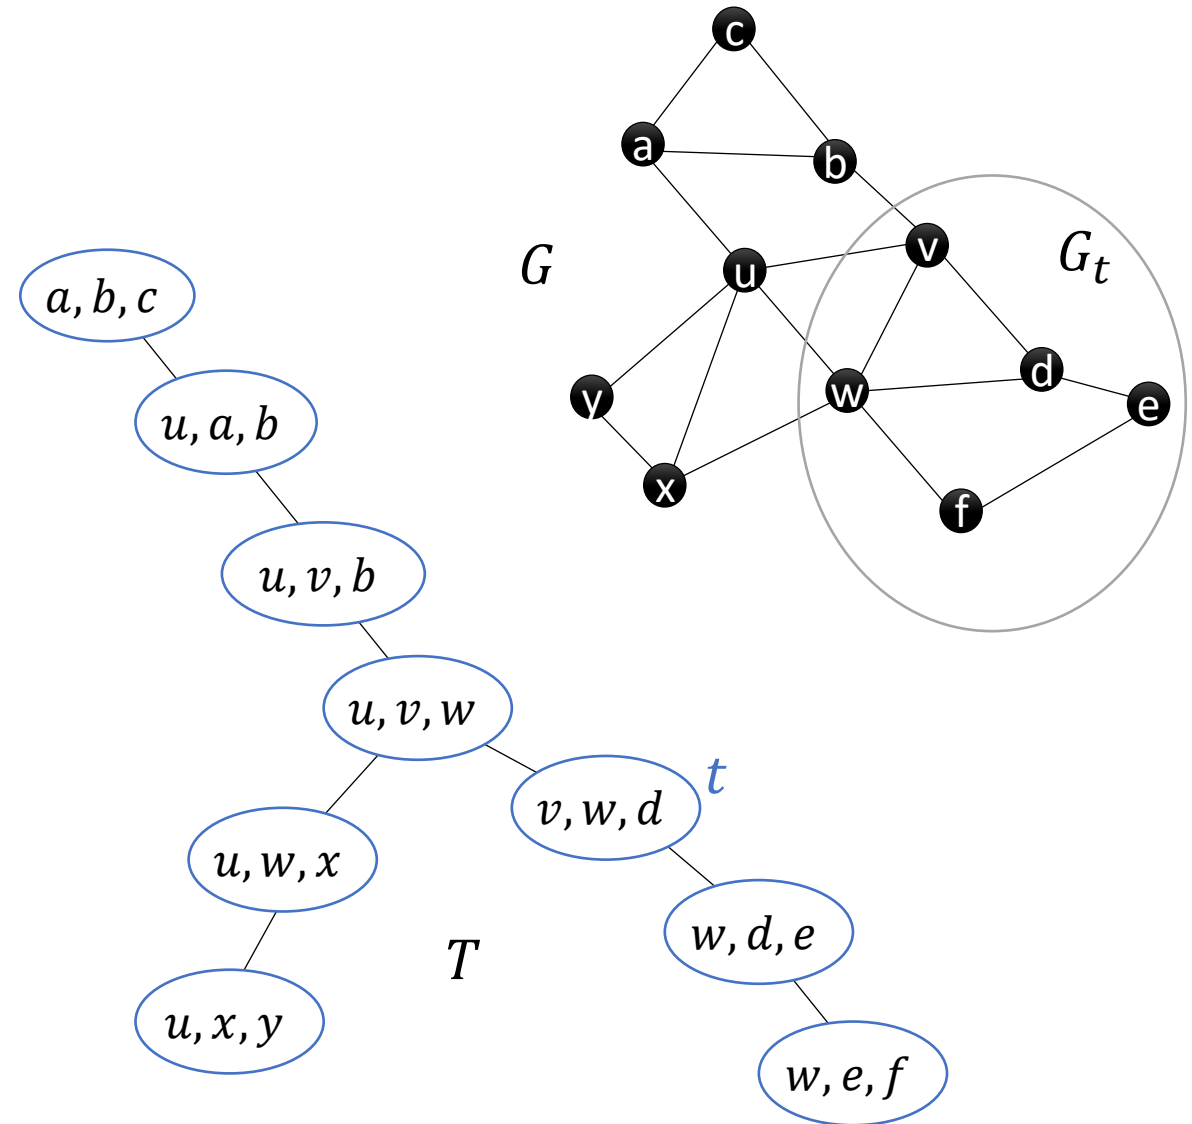 c
a
b
v
G
G_t
u
d
y
w
e
x
f
a, b, c
u, a, b
u, v, b
u, v, w
t
v, w, d
u, w, x
w, d, e
T
u, x, y
w, e, f